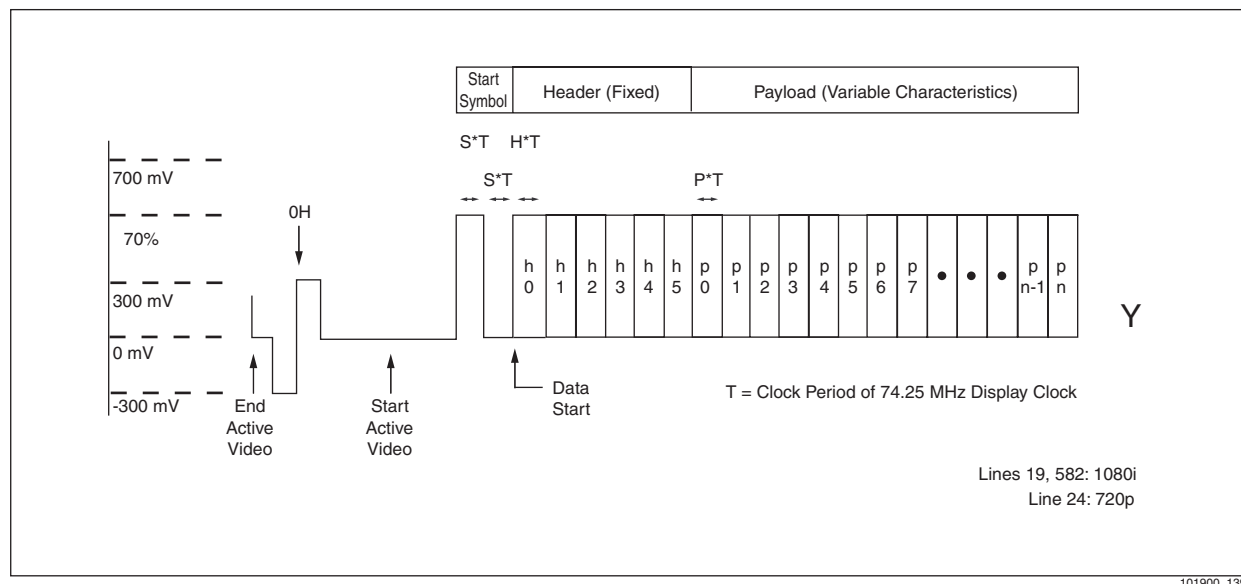 Start
Symbol
Header (Fixed)
Payload (Variable Characteristics)
S*T
H*T
S*T
P*T
700 mV
70%
300 mV
0 mV
-300 mV
0H
h
0
h
1
h
2
h
3
h
4
h
5
p
0
p
1
p
2
p
3
p
4
p
5
p
6
p
7
• • •
p
n-1
p
n
Y
End
Active
Video
Start
Active
Video
Data
Start
T = Clock Period of 74.25 MHz Display Clock
Lines 19, 582: 1080i
Line 24: 720p